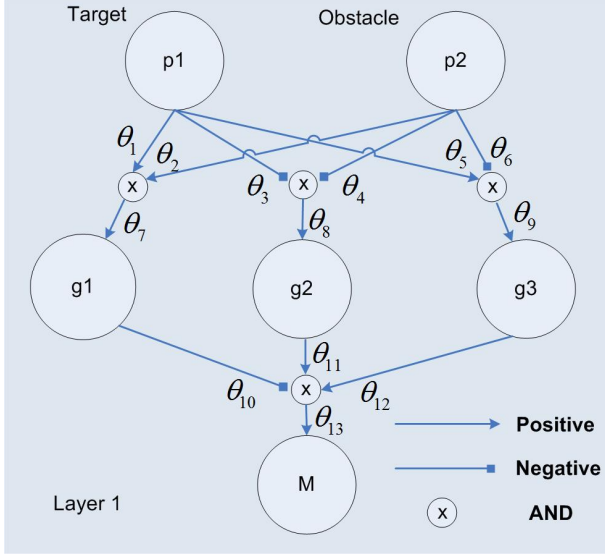 Target
Obstacle
p1
p2
θ1
θ2
θ3
θ4
θ5
θ6
x
x
x
θ7
θ8
θ9
g1
g2
g3
θ10
θ11
θ12
x
θ13
M
Positive
Negative
x
AND
Layer 1